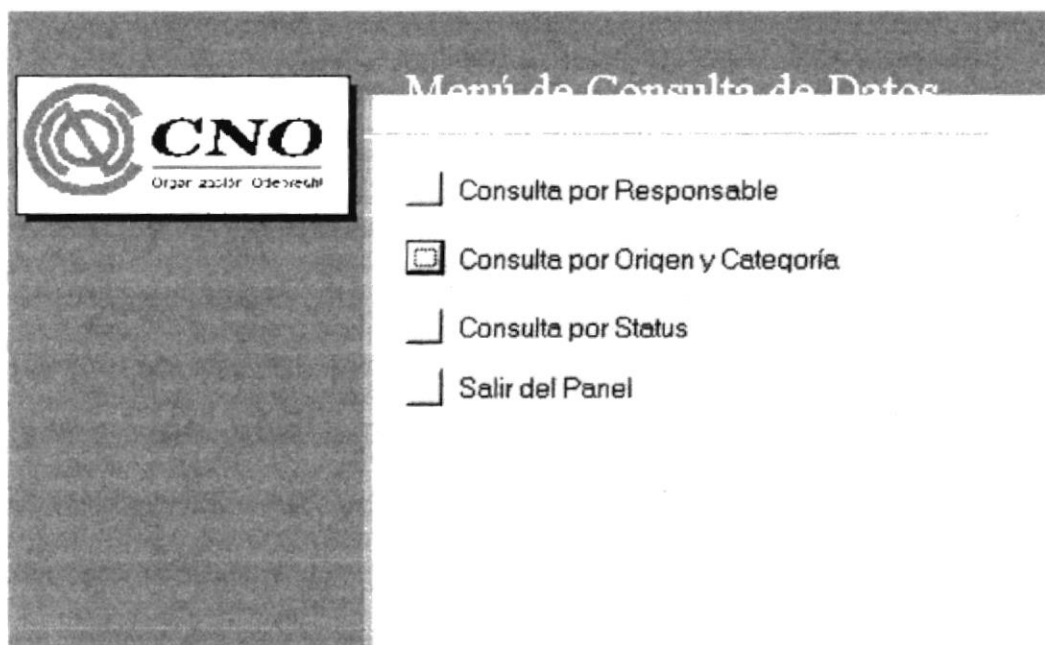 Menú de Consulta de Datos
CNO
Organización Odebrecht
Consulta por Responsable
Consulta por Origen y Categoría
Consulta por Status
Salir del Panel